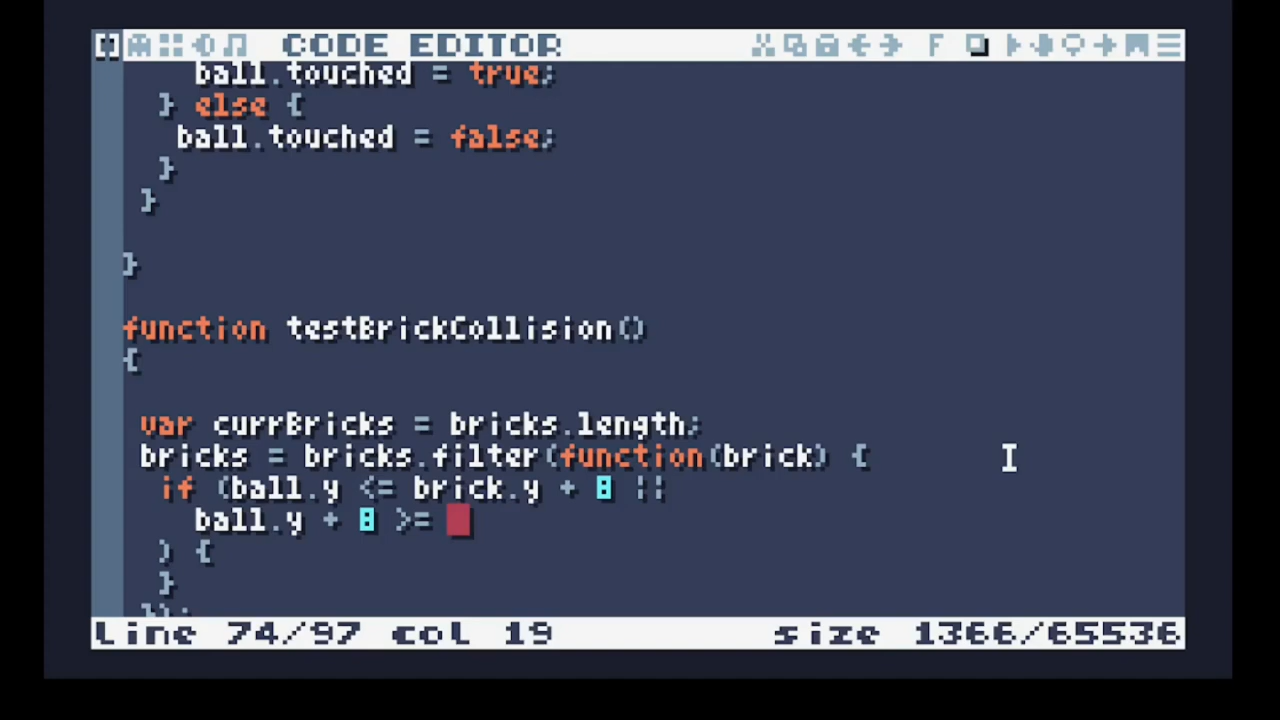 CODE EDITOR F
ball.touched = true;
} else {
ball.touched = false;
}
}
}
function testBrickCollision()
{
var currBricks = bricks.length;
bricks = bricks.filter(function(brick) {
if (ball.y <= brick.y + 8 ||
ball.y + 8 >=
) {
}
});
line 74/97 col 19 size 1366/65536